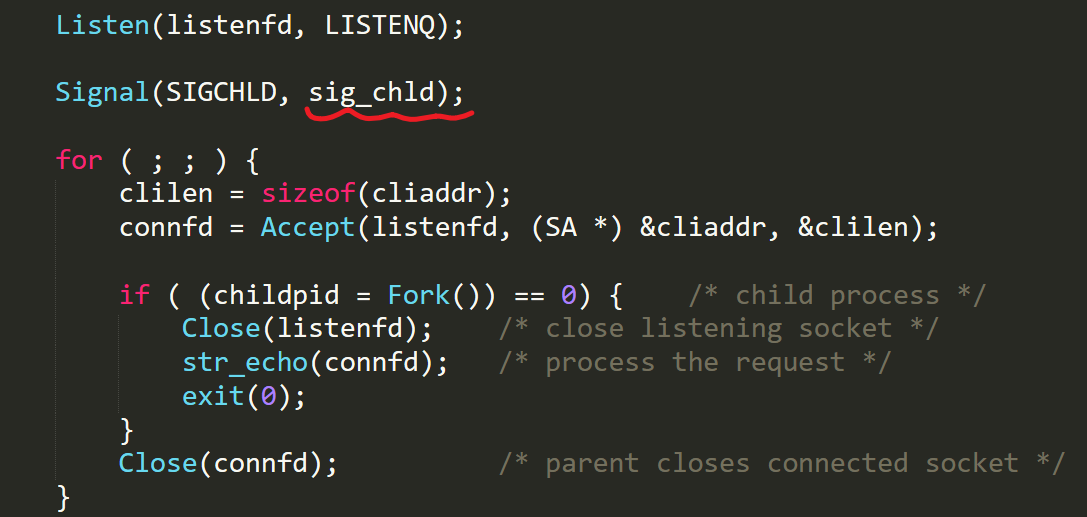 Listen(listenfd, LISTENQ);
Signal(SIGCHLD, sig_chld);
for ( ; ; ) {
clilen = sizeof(cliaddr);
connfd = Accept(listenfd, (SA *) &cliaddr, &clilen);
if ( (childpid = Fork()) == 0) { /* child process */
Close(listenfd); /* close listening socket */
str_echo(connfd); /* process the request */
exit(0);
}
Close(connfd); /* parent closes connected socket */
}